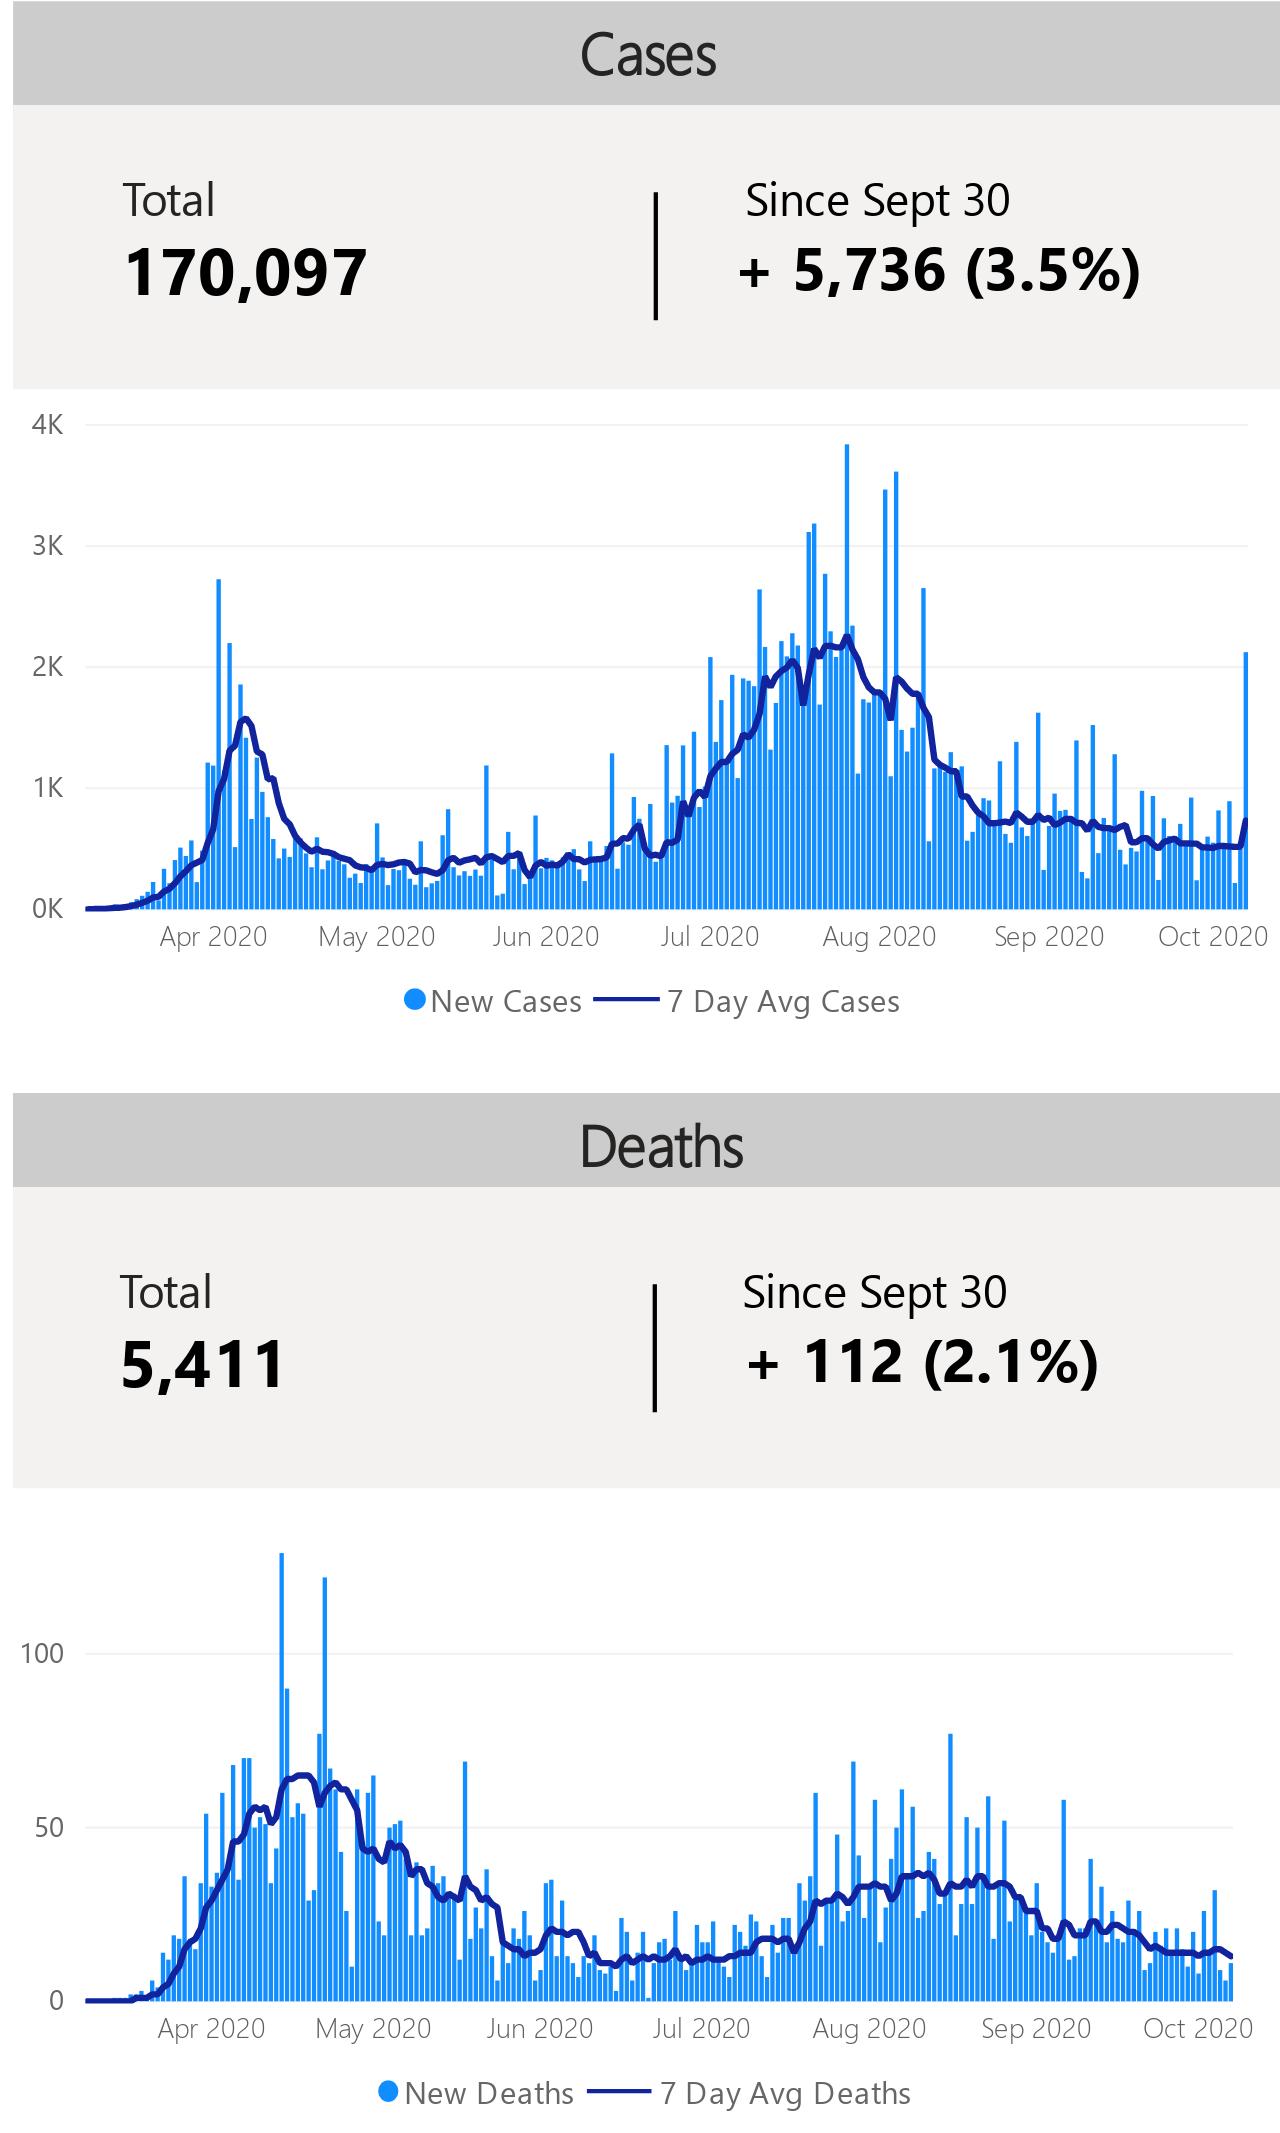 Cases
Total
170,097
Since Sept 30
+ 5,736 (3.5%)
4K
3K
2K
1K
0K
Apr 2020 May 2020 Jun 2020 Jul 2020 Aug 2020 Sep 2020 Oct 2020
New Cases 7 Day Avg Cases
Deaths
Total
5,411
Since Sept 30
+ 112 (2.1%)
100
50
0
Apr 2020 May 2020 Jun 2020 Jul 2020 Aug 2020 Sep 2020 Oct 2020
New Deaths 7 Day Avg Deaths